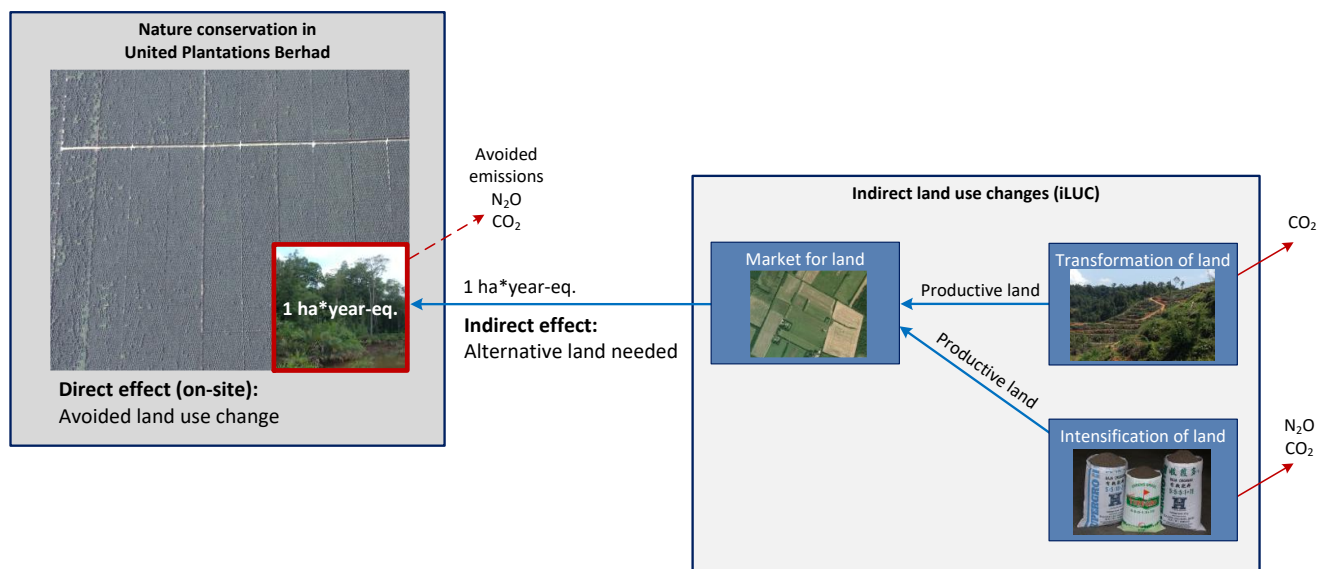 Nature conservation in
United Plantations Berhad
1 ha*year-eq.
Direct effect (on-site):
Avoided land use change
Avoided
emissions
N₂O
CO₂
1 ha*year-eq.
Indirect effect:
Alternative land needed
Indirect land use changes (iLUC)
Market for land
Productive land
Productive land
Transformation of land
CO₂
Intensification of land
N₂O
CO₂